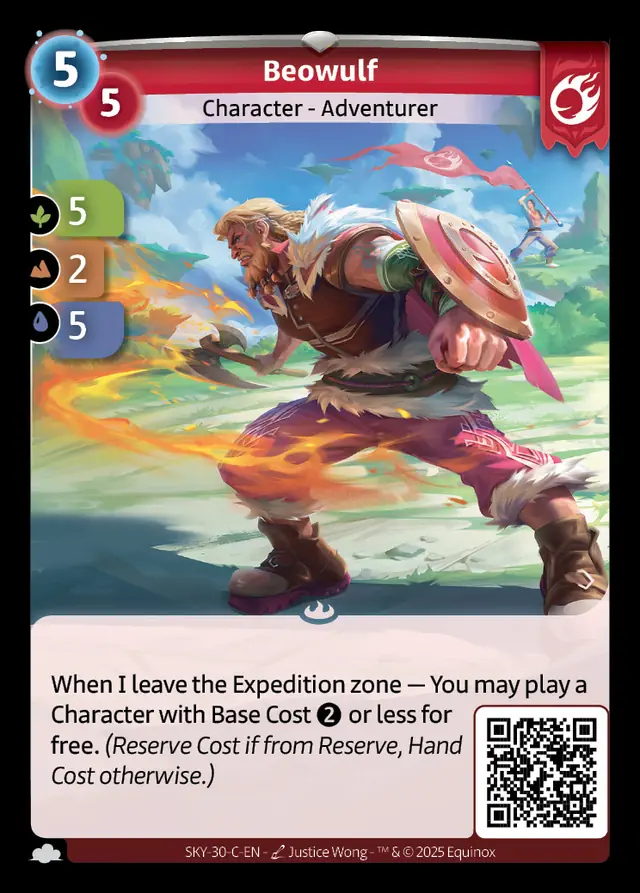 5
Beowulf
5
Character - Adventurer
5
2
5
When I leave the Expedition zone — You may play a
Character with Base Cost 2 or less for
free. (Reserve Cost if from Reserve, Hand
Cost otherwise.)
SKY-30-C-EN - Justice Wong - ™ & © 2025 Equinox